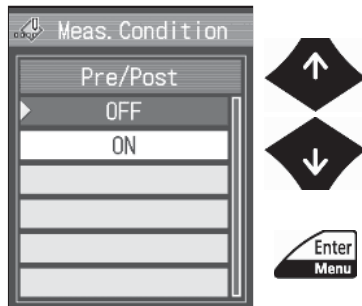 Meas. Condition
Pre/Post
OFF
ON
Enter
Menu